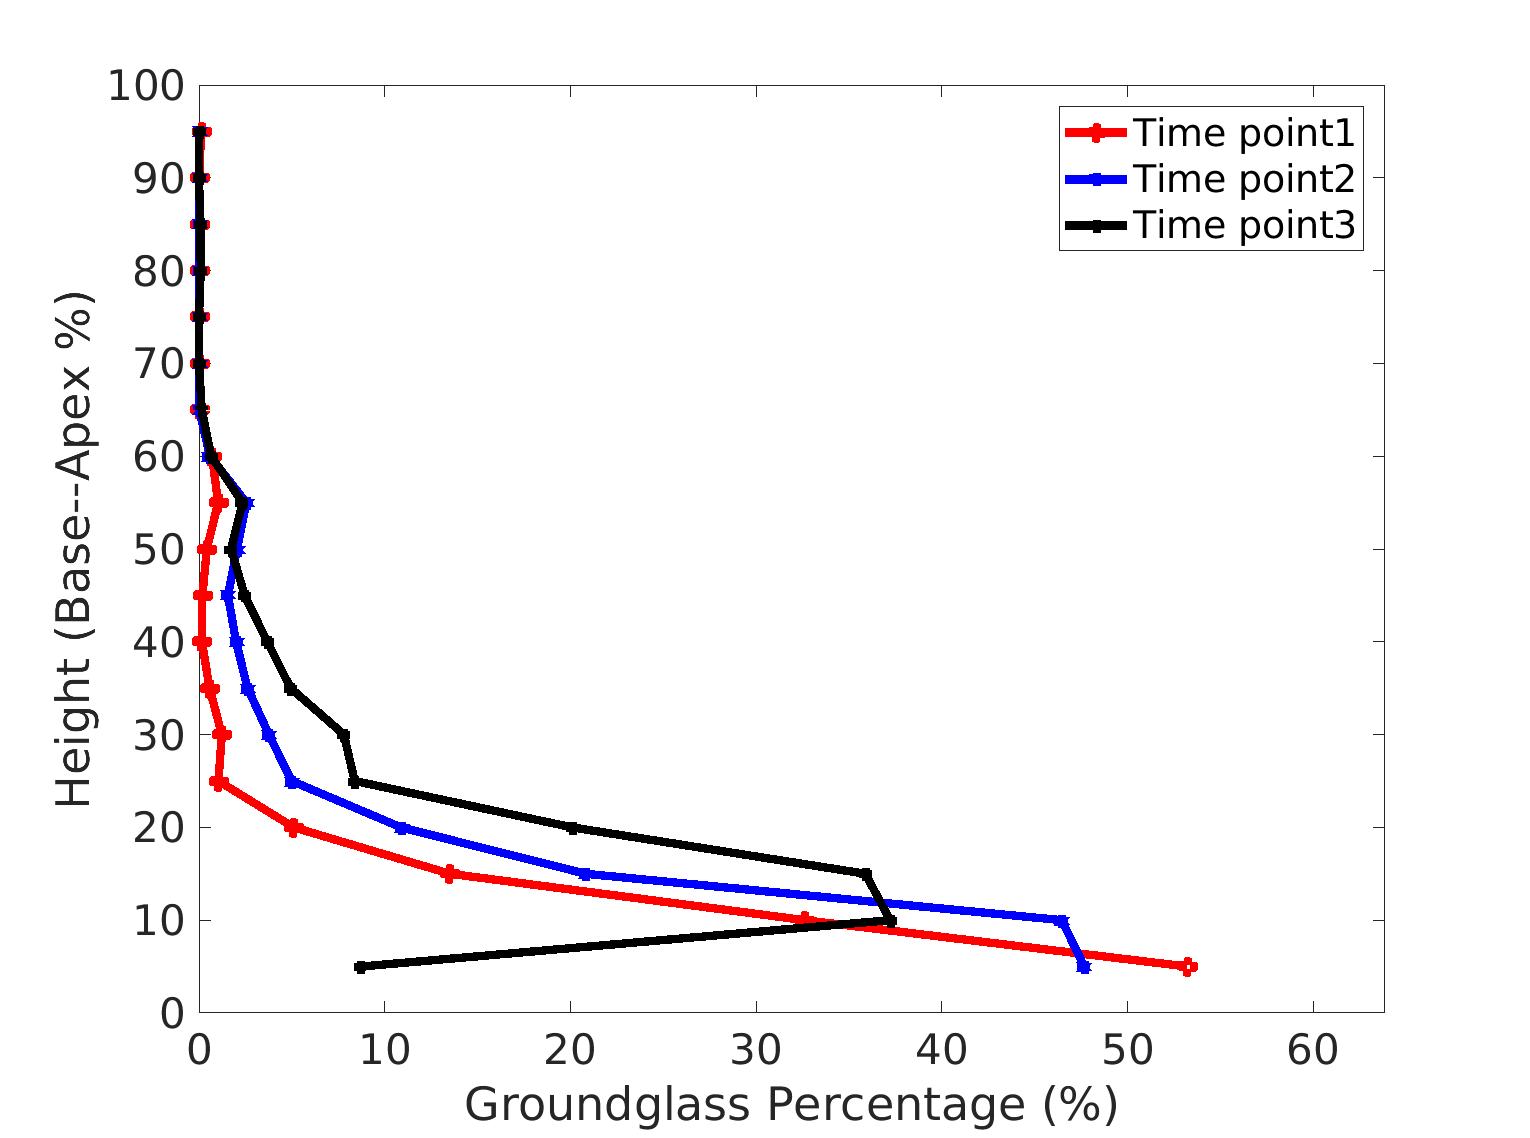 100
90
80
70
60
50
40
30
20
10
0
Height (Base--Apex %)
Time point1
Time point2
Time point3
0 10 20 30 40 50 60
Groundglass Percentage (%)